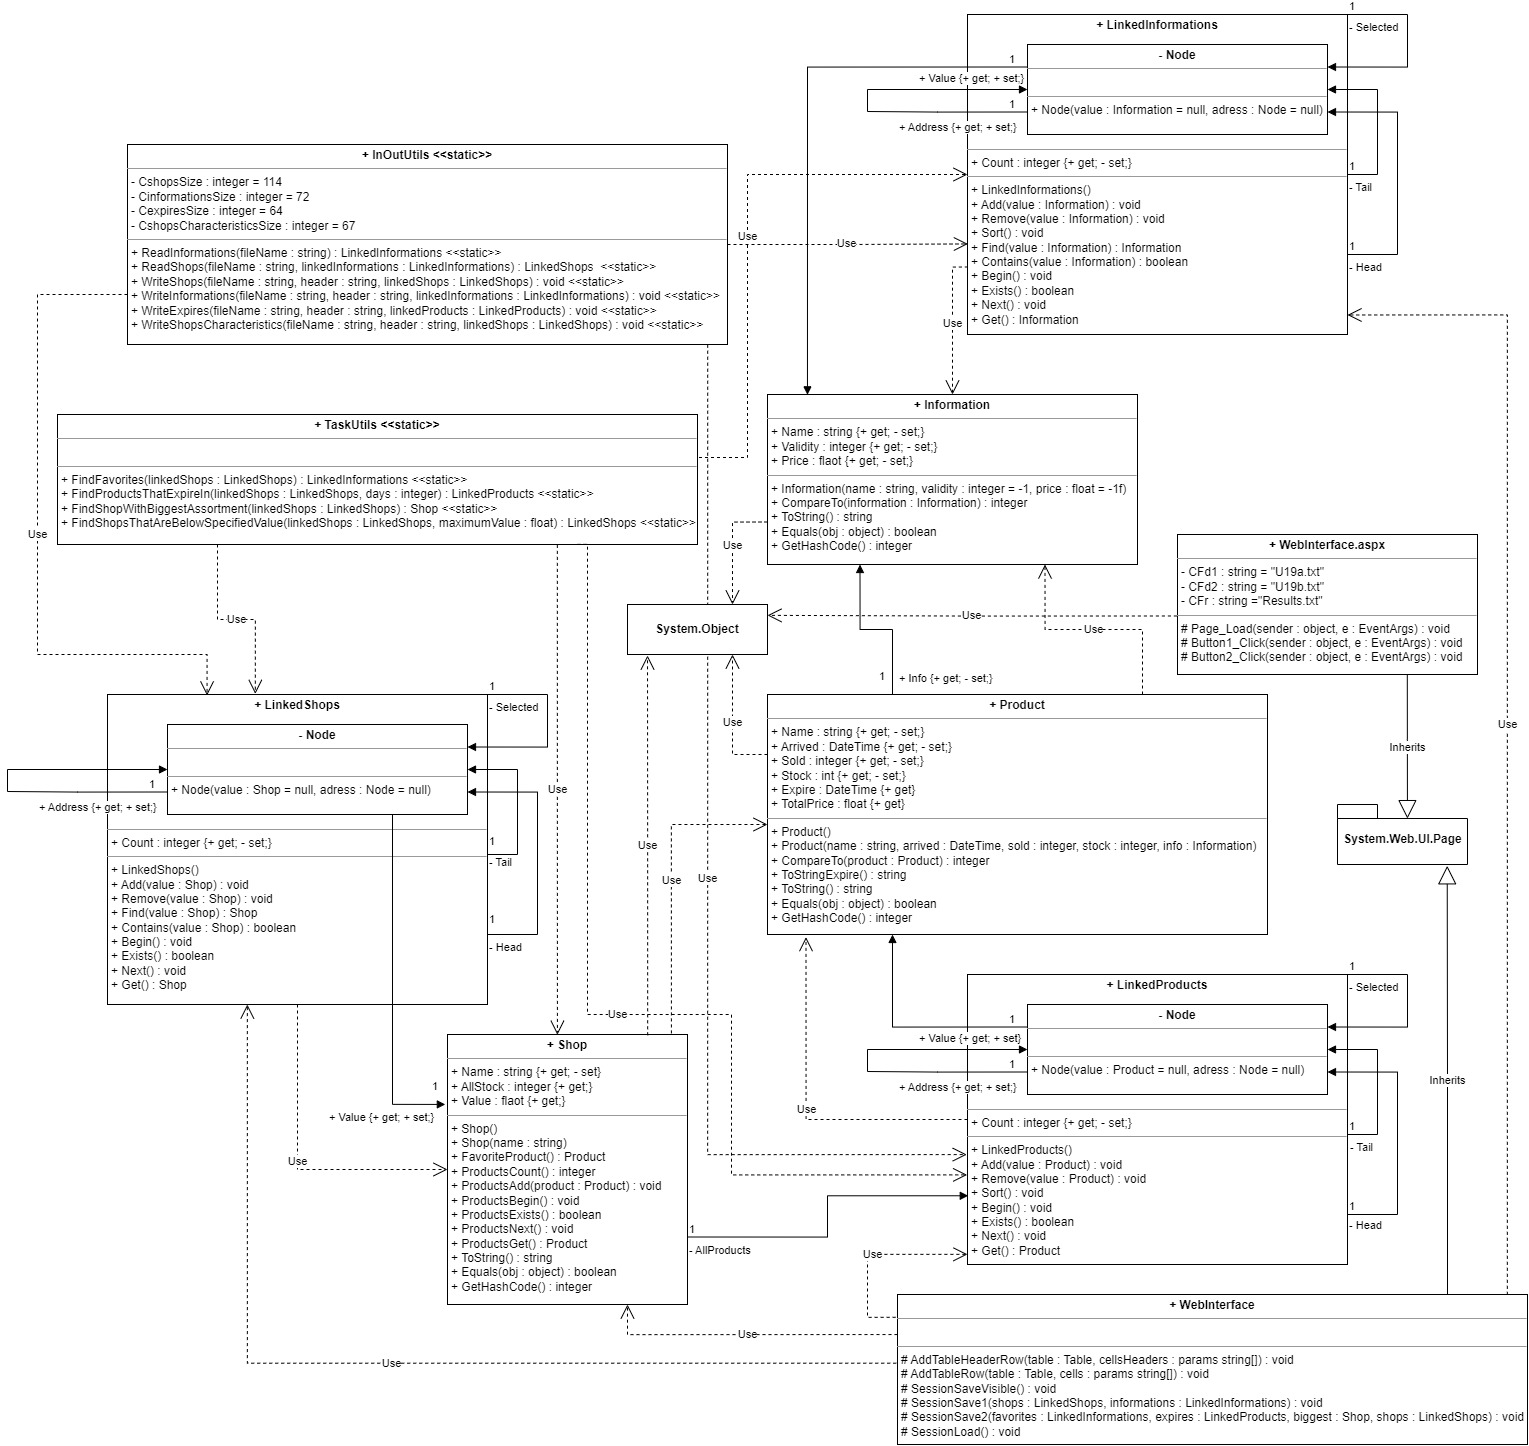 + LinkedInformations
1
- Selected
- Node
1
+ Value {+ get; + set;}
1
+ Node(value : Information = null, adress : Node = null)
+ Address {+ get; + set;}
+ Count : integer {+ get; - set;}
1
- Tail
+ LinkedInformations()
+ Add(value : Information) : void
+ Remove(value : Information) : void
+ Sort() : void
+ Find(value : Information) : Information
+ Contains(value : Information) : boolean
+ Begin() : void
+ Exists() : boolean
+ Next() : void
+ Get() : Information
1
- Head
+ InOutUtils <<static>>
- CshopsSize : integer = 114
- CinformationsSize : integer = 72
- CexpiresSize : integer = 64
- CshopsCharacteristicsSize : integer = 67
+ ReadInformations(fileName : string) : LinkedInformations <<static>>
+ ReadShops(fileName : string, linkedInformations : LinkedInformations) : LinkedShops  <<static>>
+ WriteShops(fileName : string, header : string, linkedShops : LinkedShops) : void <<static>>
+ WriteInformations(fileName : string, header : string, linkedInformations : LinkedInformations) : void <<static>>
+ WriteExpires(fileName : string, header : string, linkedProducts : LinkedProducts) : void <<static>>
+ WriteShopsCharacteristics(fileName : string, header : string, linkedShops : LinkedShops) : void <<static>>
Use
Use
Use
Use
+ TaskUtils <<static>>
+ FindFavorites(linkedShops : LinkedShops) : LinkedInformations <<static>>
+ FindProductsThatExpireIn(linkedShops : LinkedShops, days : integer) : LinkedProducts <<static>>
+ FindShopWithBiggestAssortment(linkedShops : LinkedShops) : Shop <<static>>
+ FindShopsThatAreBelowSpecifiedValue(linkedShops : LinkedShops, maximumValue : float) : LinkedShops <<static>>
+ Information
+ Name : string {+ get; - set;}
+ Validity : integer {+ get; - set;}
+ Price : flaot {+ get; - set;}
+ Information(name : string, validity : integer = -1, price : float = -1f)
+ CompareTo(information : Information) : integer
+ ToString() : string
+ Equals(obj : object) : boolean
+ GetHashCode() : integer
Use
+ WebInterface.aspx
- CFd1 : string = "U19a.txt"
- CFd2 : string = "U19b.txt"
- CFr : string ="Results.txt"
# Page_Load(sender : object, e : EventArgs) : void
# Button1_Click(sender : object, e : EventArgs) : void
# Button2_Click(sender : object, e : EventArgs) : void
System.Object
Use
Use
Use
1
+ Info {+ get; - set;}
Use
Use
Inherits
System.Web.UI.Page
+ LinkedShops
1
- Selected
- Node
1
+ Node(value : Shop = null, adress : Node = null)
+ Address {+ get; + set;}
+ Count : integer {+ get; - set;}
1
- Tail
+ LinkedShops()
+ Add(value : Shop) : void
+ Remove(value : Shop) : void
+ Find(value : Shop) : Shop
+ Contains(value : Shop) : boolean
+ Begin() : void
+ Exists() : boolean
+ Next() : void
+ Get() : Shop
1
- Head
Use
Use
Use
Use
+ Product
+ Name : string {+ get; - set;}
+ Arrived : DateTime {+ get; - set;}
+ Sold : integer {+ get; - set;}
+ Stock : int {+ get; - set;}
+ Expire : DateTime {+ get}
+ TotalPrice : float {+ get}
+ Product()
+ Product(name : string, arrived : DateTime, sold : integer, stock : integer, info : Information)
+ CompareTo(product : Product) : integer
+ ToStringExpire() : string
+ ToString() : string
+ Equals(obj : object) : boolean
+ GetHashCode() : integer
+ LinkedProducts
1
- Selected
- Node
1
+ Value {+ get; + set}
1
+ Node(value : Product = null, adress : Node = null)
+ Address {+ get; + set;}
+ Count : integer {+ get; - set;}
1
- Tail
+ LinkedProducts()
+ Add(value : Product) : void
+ Remove(value : Product) : void
+ Sort() : void
+ Begin() : void
+ Exists() : boolean
+ Next() : void
+ Get() : Product
1
- Head
Inherits
Use
Use
+ Shop
+ Name : string {+ get; - set}
+ AllStock : integer {+ get;}
+ Value : flaot {+ get;}
+ Shop()
+ Shop(name : string)
+ FavoriteProduct() : Product
+ ProductsCount() : integer
+ ProductsAdd(product : Product) : void
+ ProductsBegin() : void
+ ProductsExists() : boolean
+ ProductsNext() : void
+ ProductsGet() : Product
+ ToString() : string
+ Equals(obj : object) : boolean
+ GetHashCode() : integer
1
+ Value {+ get; + set;}
Use
1
- AllProducts
Use
Use
Use
+ WebInterface
# AddTableHeaderRow(table : Table, cellsHeaders : params string[]) : void
# AddTableRow(table : Table, cells : params string[]) : void
# SessionSaveVisible() : void
# SessionSave1(shops : LinkedShops, informations : LinkedInformations) : void
# SessionSave2(favorites : LinkedInformations, expires : LinkedProducts, biggest : Shop, shops : LinkedShops) : void
# SessionLoad() : void